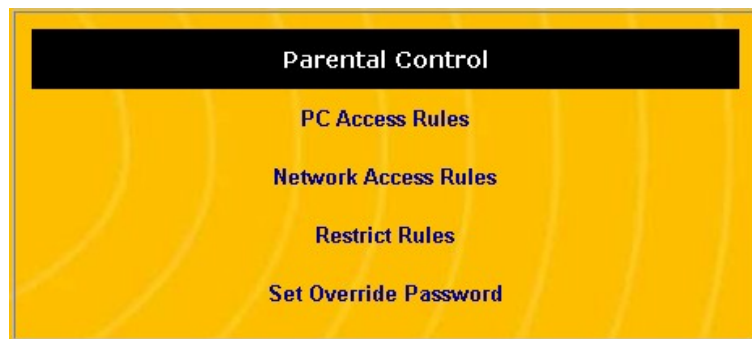 Parental Control
PC Access Rules
Network Access Rules
Restrict Rules
Set Override Password